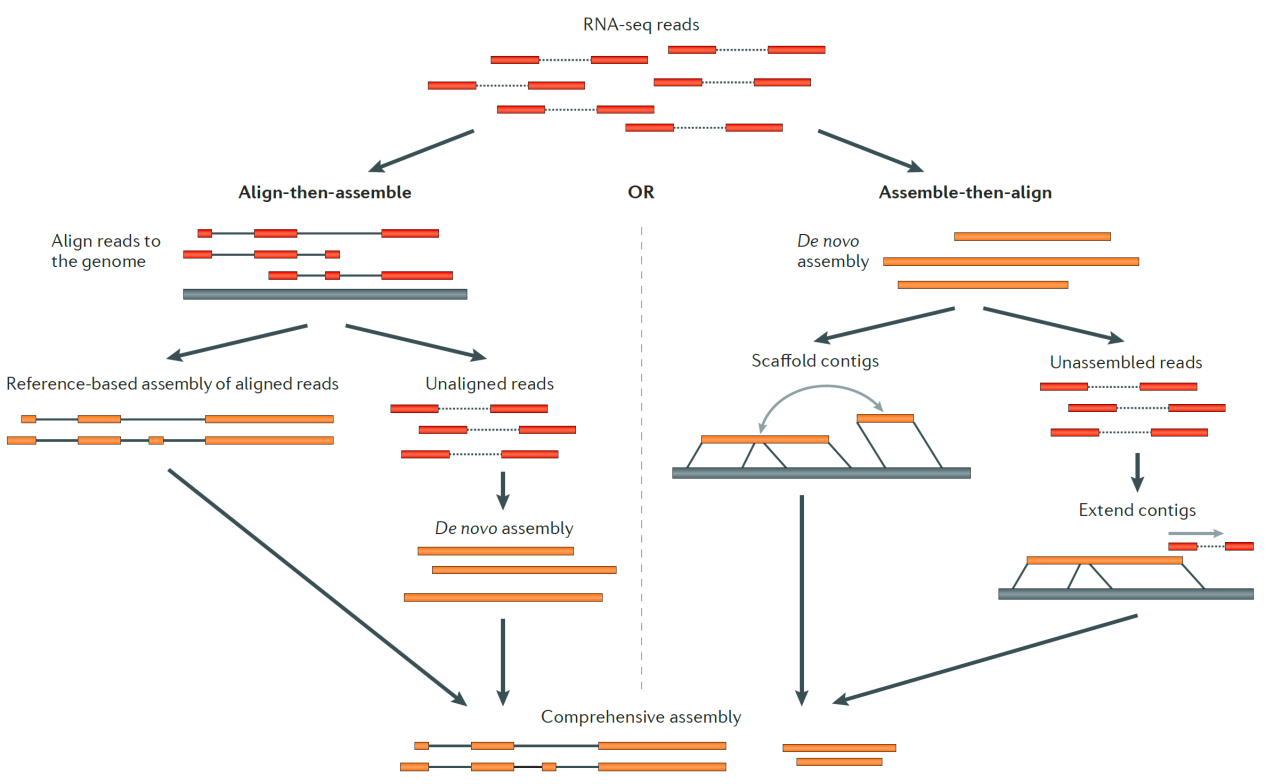 RNA-seq reads
Align-then-assemble
OR
Assemble-then-align
Align reads to
the genome
De novo
assembly
Reference-based assembly of aligned reads
Unaligned reads
Scaffold contigs
Unassembled reads
De novo assembly
Extend contigs
Comprehensive assembly